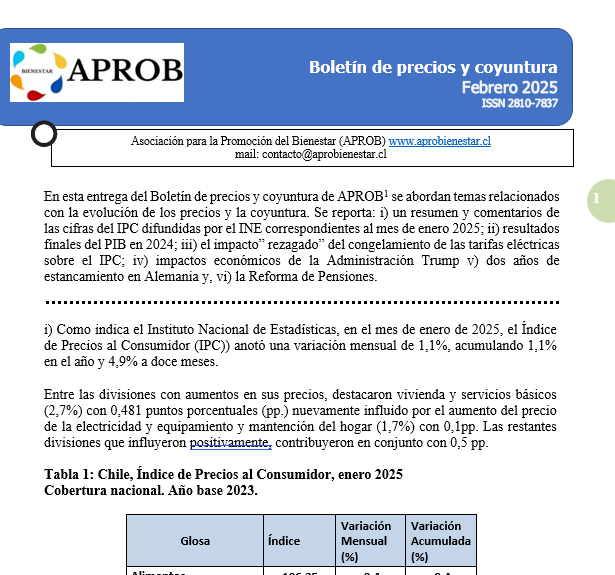 BIENESTAR
APROB
Boletín de precios y coyuntura
Febrero 2025
ISSN 2810-7837
Asociación para la Promoción del Bienestar (APROB) www.aprobienestar.cl
mail: contacto@aprobienestar.cl
1
En esta entrega del Boletín de precios y coyuntura de APROB1 se abordan temas relacionados
con la evolución de los precios y la coyuntura. Se reporta: i) un resumen y comentarios de
las cifras del IPC difundidas por el INE correspondientes al mes de enero 2025; ii) resultados
finales del PIB en 2024; iii) el impacto” rezagado” del congelamiento de las tarifas eléctricas
sobre el IPC; iv) impactos económicos de la Administración Trump v) dos años de
estancamiento en Alemania y, vi) la Reforma de Pensiones.
i) Como indica el Instituto Nacional de Estadísticas, en el mes de enero de 2025, el Índice
de Precios al Consumidor (IPC)) anotó una variación mensual de 1,1%, acumulando 1,1%
en el año y 4,9% a doce meses.
Entre las divisiones con aumentos en sus precios, destacaron vivienda y servicios básicos
(2,7%) con 0,481 puntos porcentuales (pp.) nuevamente influido por el aumento del precio
de la electricidad y equipamiento y mantención del hogar (1,7%) con 0,1pp. Las restantes
divisiones que influyeron positivamente, contribuyeron en conjunto con 0,5 pp.
Tabla 1: Chile, Índice de Precios al Consumidor, enero 2025
Cobertura nacional. Año base 2023.
Glosa Índice Variación Mensual (%) Variación Acumulada (%)
Alimentos